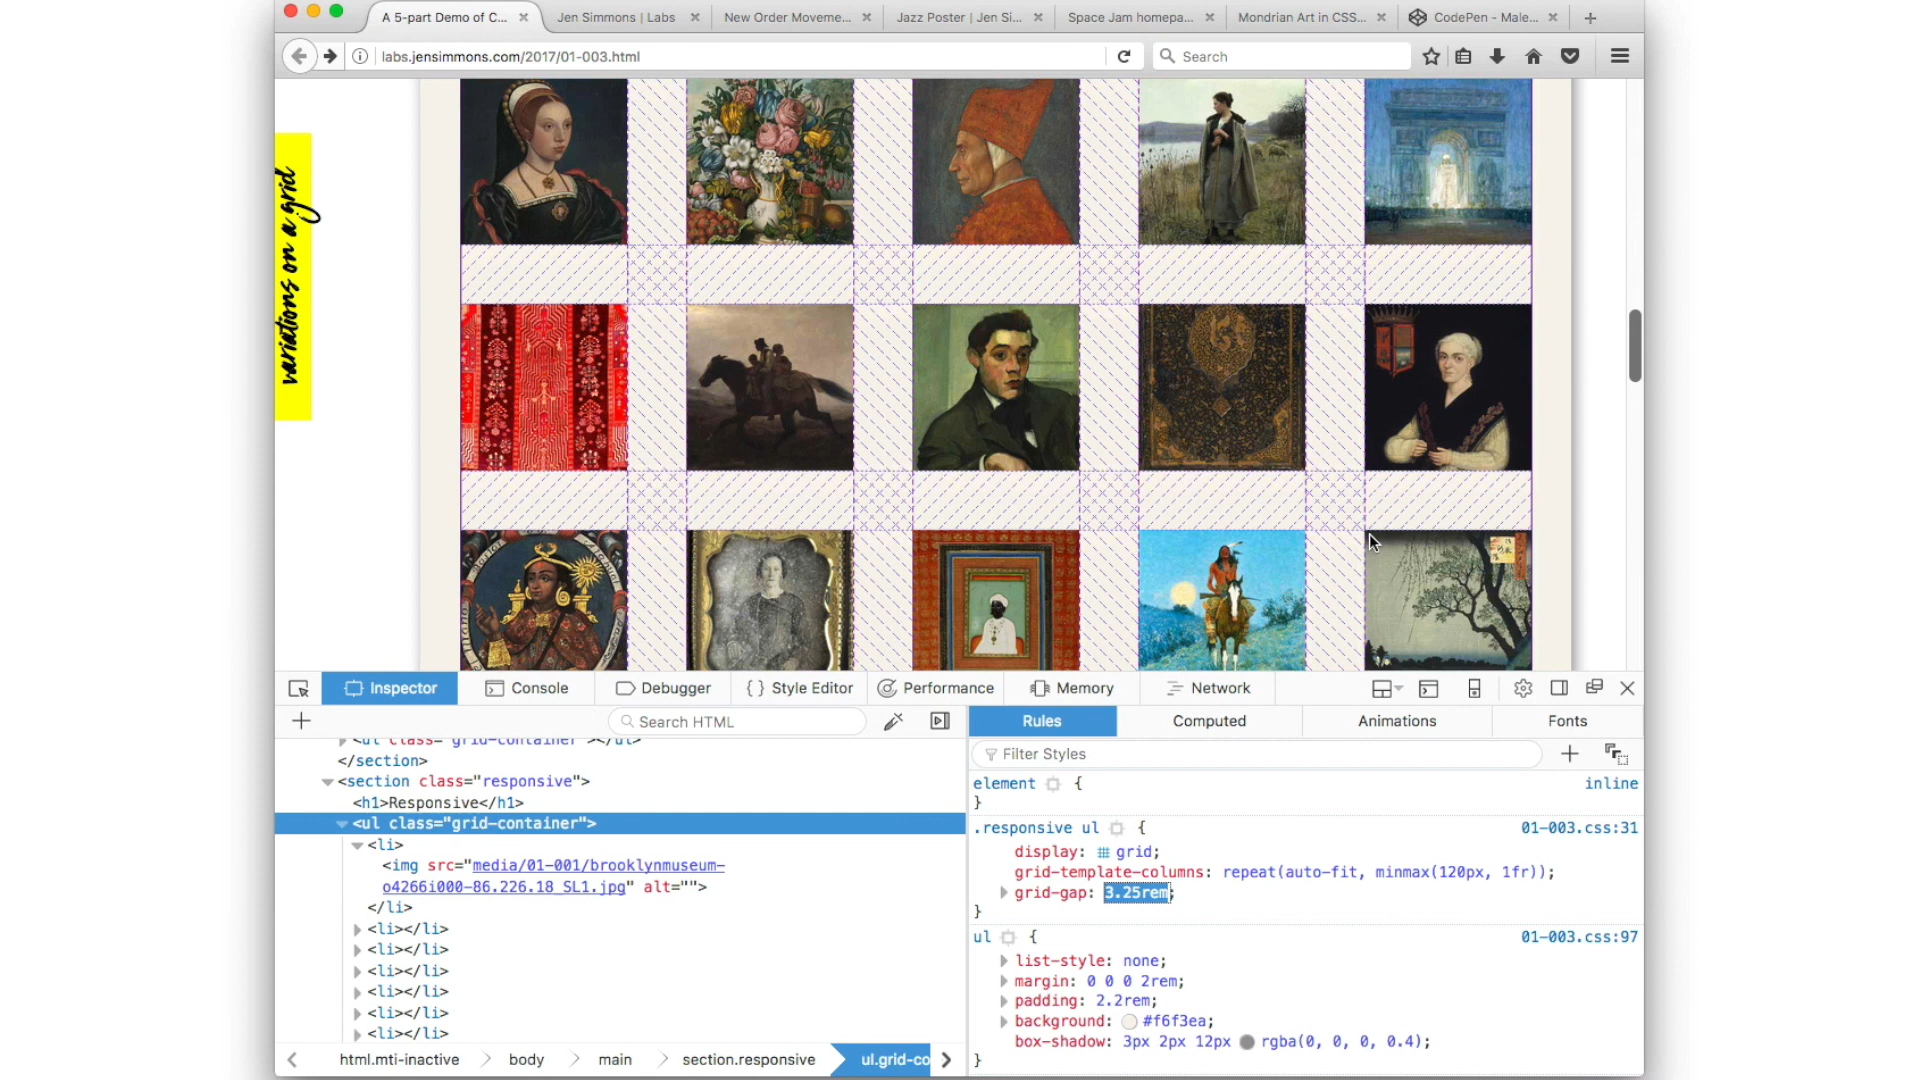 A 5-part Demo of C...
Jen Simmons | Labs
New Order Moveme...
Jazz Poster | Jen Si...
Space Jam homepa...
Mondrian Art in CSS...
CodePen - Male...
labs.jensimmons.com/2017/01-003.html
Search
variations on a grid
Inspector
Console
Debugger
{ } Style Editor
Performance
Memory
Network
Search HTML
Rules
Computed
Animations
Fonts
<ul class="grid-container"></ul>
</section>
<section class="responsive">
<h1>Responsive</h1>
<ul class="grid-container">
<li>
<img src="media/01-001/brooklynmuseum-
o4266i000-86.226.18_SL1.jpg" alt="">
</li>
<li></li>
<li></li>
<li></li>
<li></li>
<li></li>
<li></li>
html.mti-inactive
body
main
section.responsive
ul.grid-co
Filter Styles
element { inline
}
.responsive ul { 01-003.css:31
display: grid;
grid-template-columns: repeat(auto-fit, minmax(120px, 1fr));
grid-gap: 3.25rem;
}
ul { 01-003.css:97
list-style: none;
margin: 0 0 0 2rem;
padding: 2.2rem;
background: #f6f3ea;
box-shadow: 3px 2px 12px rgba(0, 0, 0, 0.4);
}